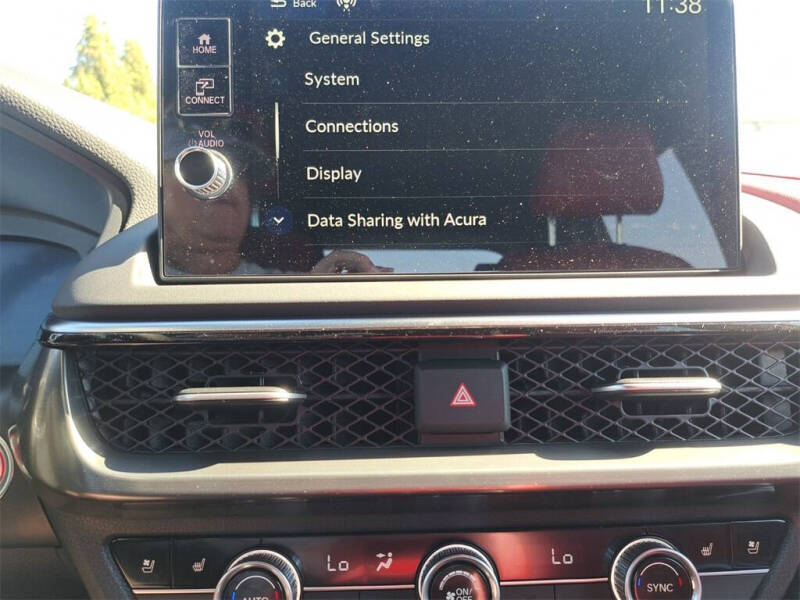 Back
11:38
HOME
General Settings
System
CONNECT
Connections
VOL
AUDIO
Display
Data Sharing with Acura
Lo
Lo
AUTO
ON/
OFF
SYNC